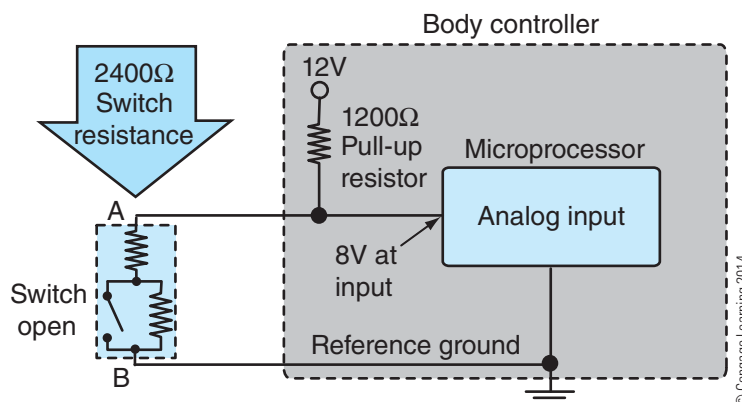 Body controller
2400Ω
Switch
resistance
12V
1200Ω
Pull-up
resistor
Microprocessor
Analog input
A
8V at
input
Switch
open
Reference ground
B
© Cengage Learning 2014